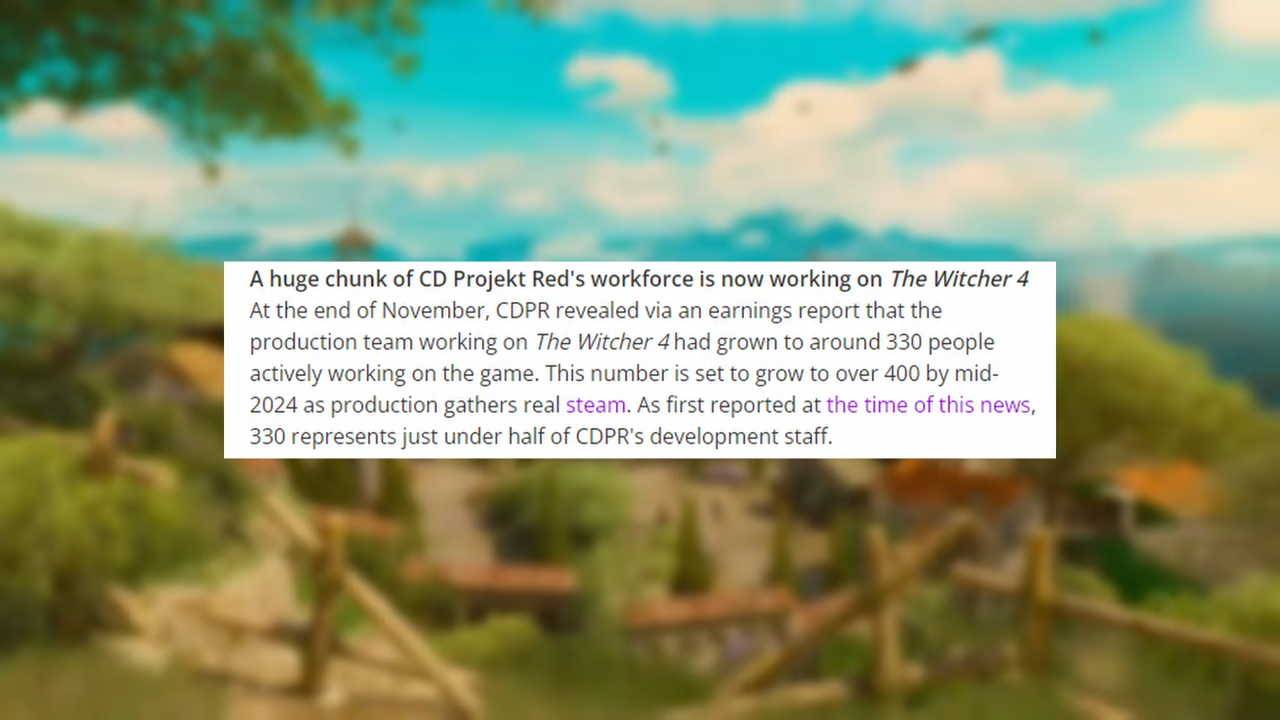 A huge chunk of CD Projekt Red's workforce is now working on The Witcher 4
At the end of November, CDPR revealed via an earnings report that the
production team working on The Witcher 4 had grown to around 330 people
actively working on the game. This number is set to grow to over 400 by mid-
2024 as production gathers real steam. As first reported at the time of this news,
330 represents just under half of CDPR's development staff.